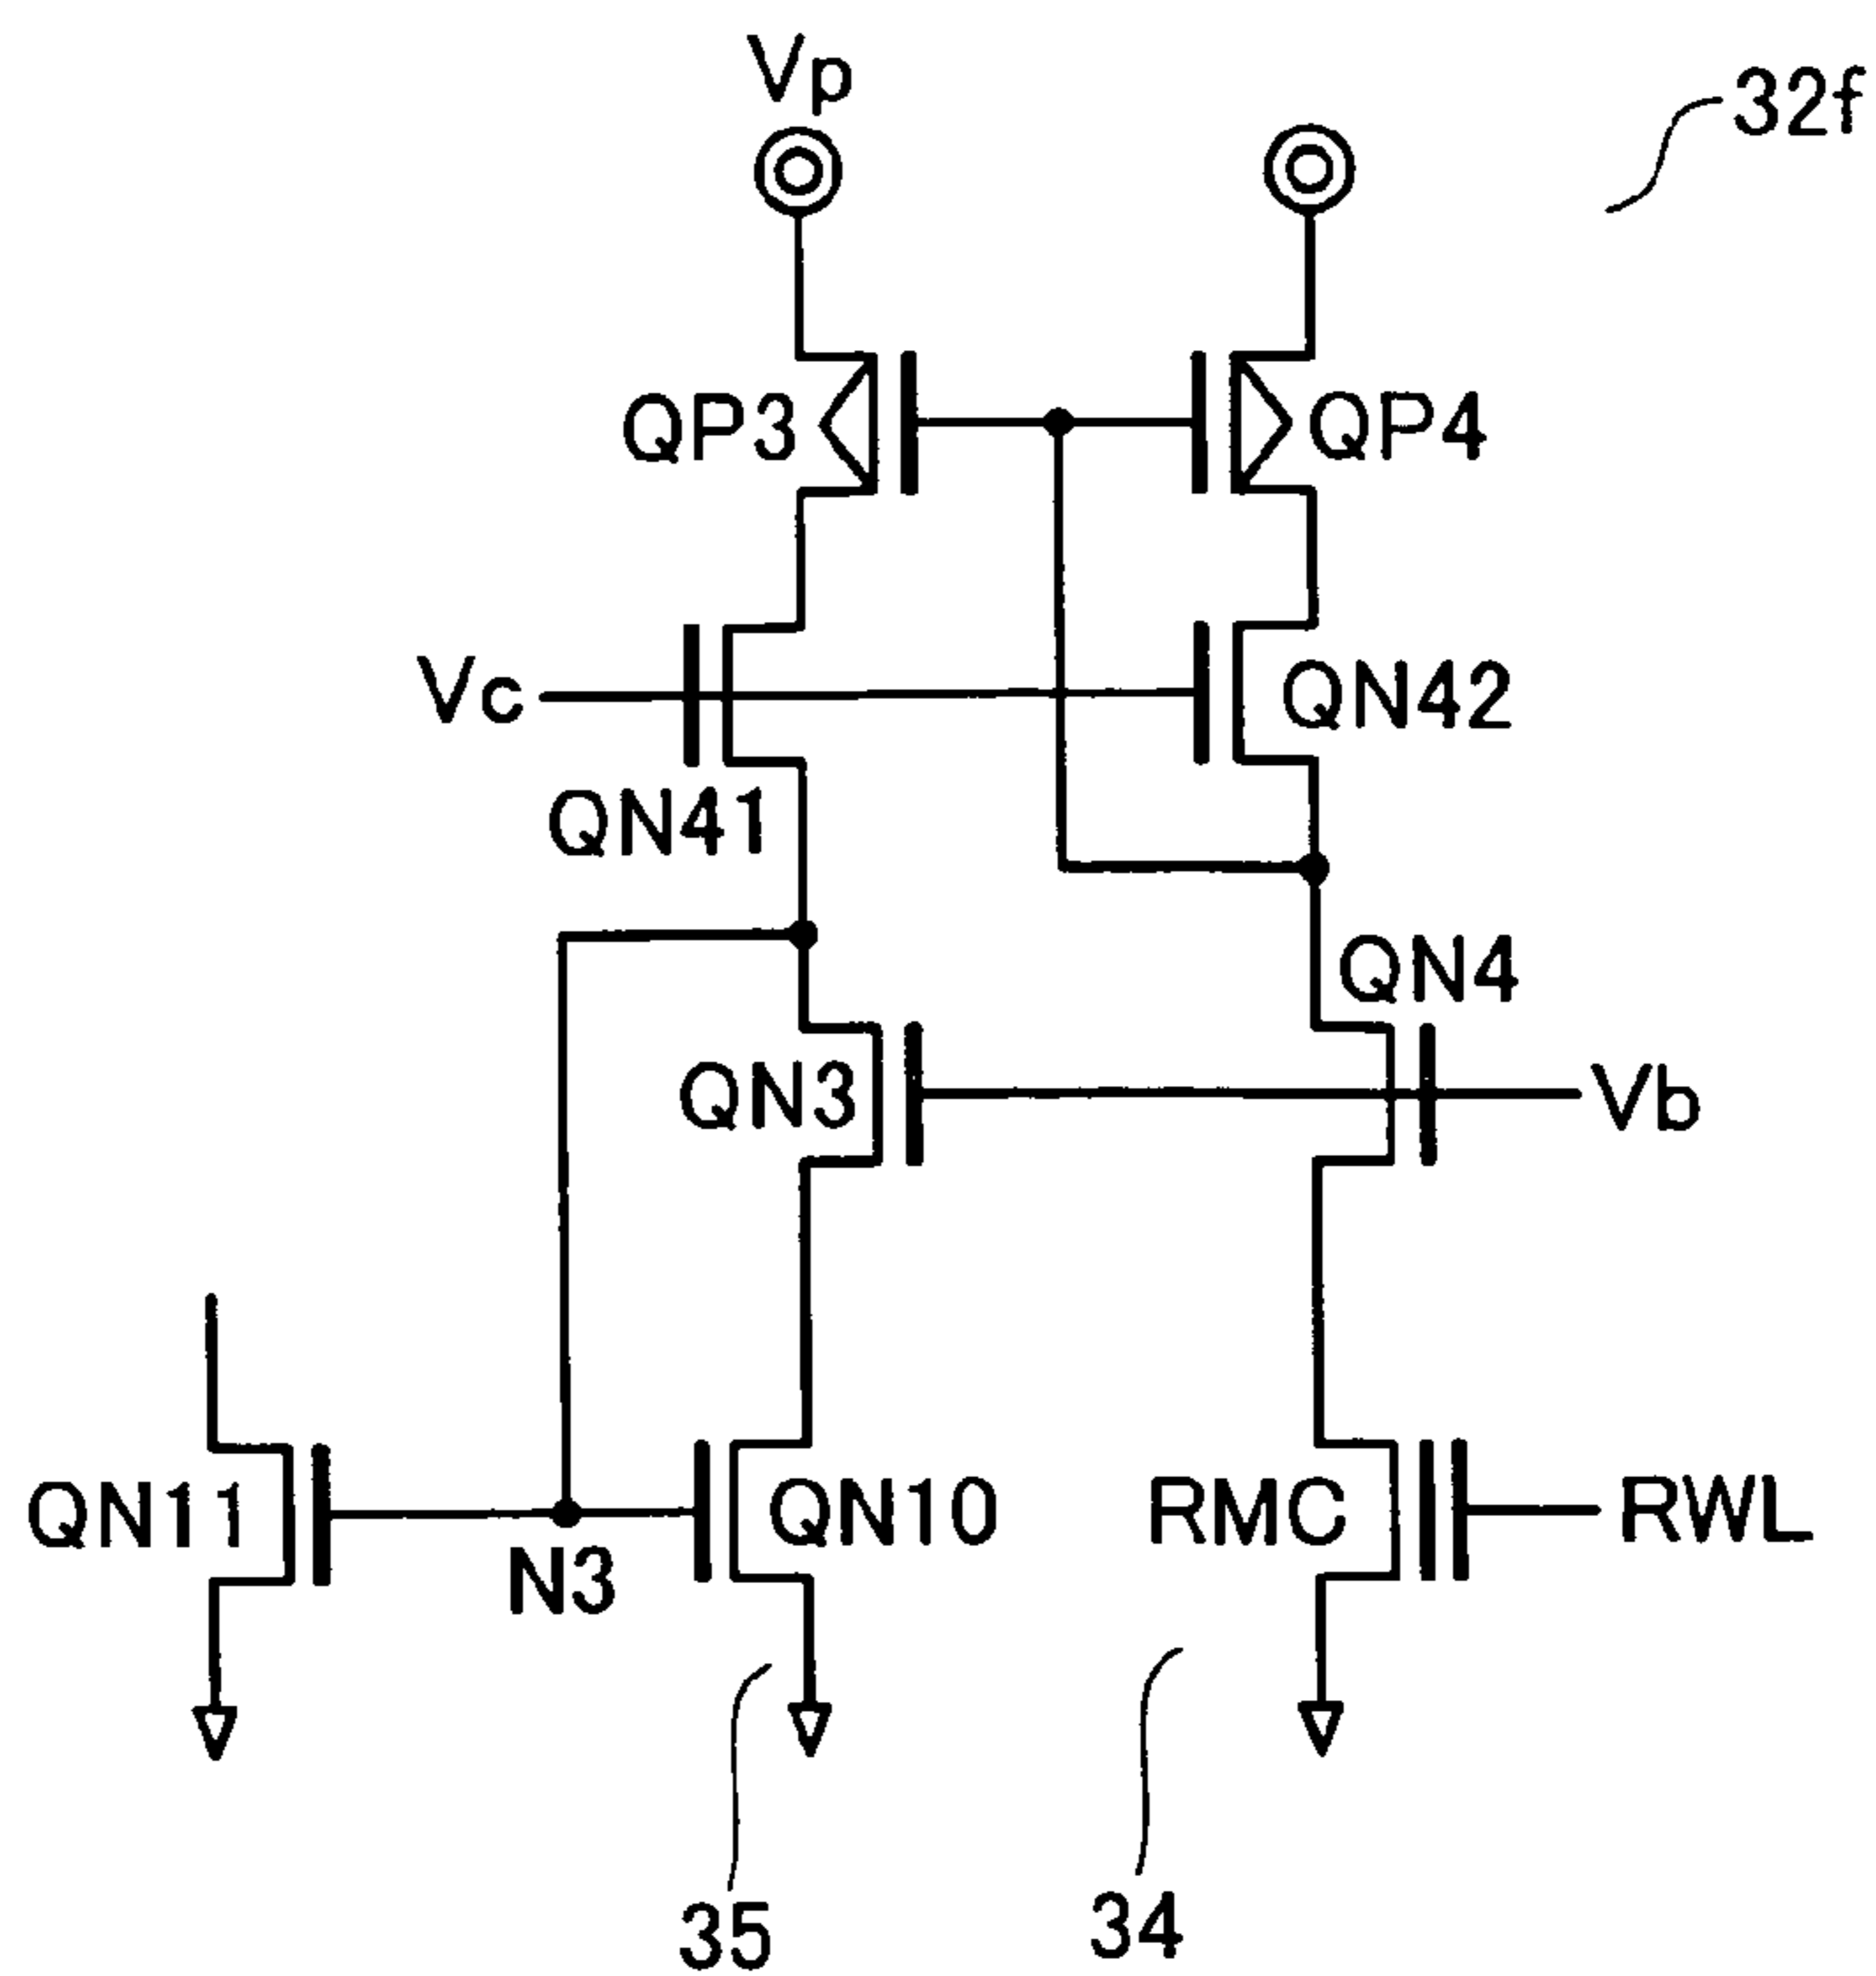 Vp
32f
QP3
QP4
Vc
QN42
QN41
QN4
QN3
Vb
QN11
QN10
RMC
RWL
N3
35
34